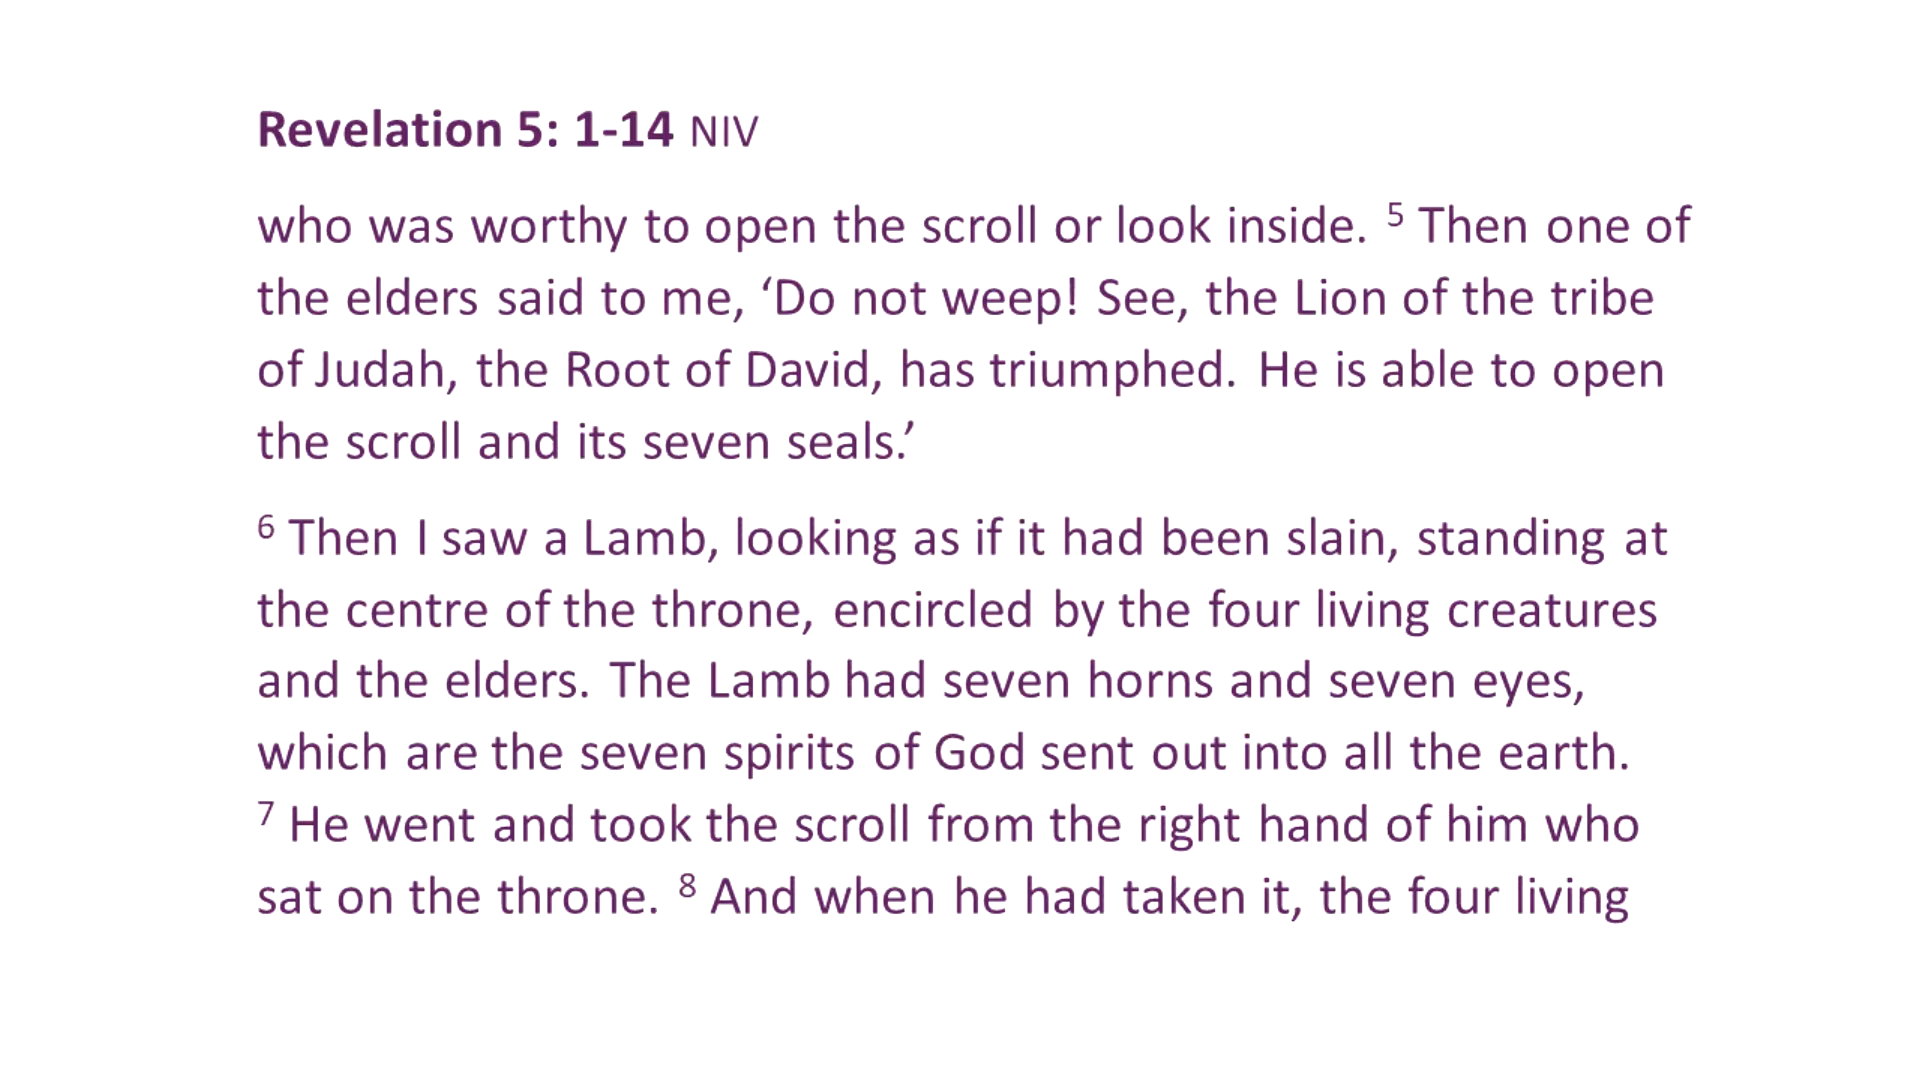 Revelation 5: 1-14 NIV
who was worthy to open the scroll or look inside. ⁵ Then one of
the elders said to me, ‘Do not weep! See, the Lion of the tribe
of Judah, the Root of David, has triumphed. He is able to open
the scroll and its seven seals.’
⁶ Then I saw a Lamb, looking as if it had been slain, standing at
the centre of the throne, encircled by the four living creatures
and the elders. The Lamb had seven horns and seven eyes,
which are the seven spirits of God sent out into all the earth.
⁷ He went and took the scroll from the right hand of him who
sat on the throne. ⁸ And when he had taken it, the four living